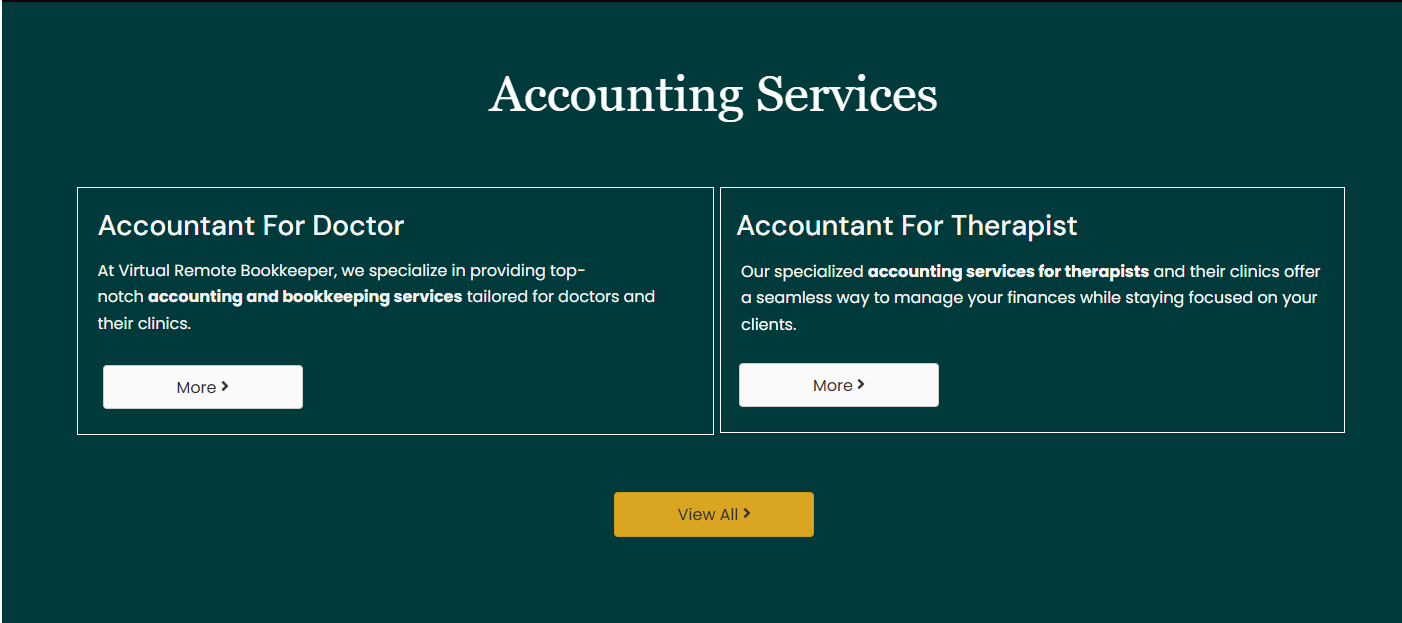 Accounting Services
Accountant For Doctor
At Virtual Remote Bookkeeper, we specialize in providing top-
notch accounting and bookkeeping services tailored for doctors and
their clinics.
More
Accountant For Therapist
Our specialized accounting services for therapists and their clinics offer
a seamless way to manage your finances while staying focused on your
clients.
More
View All